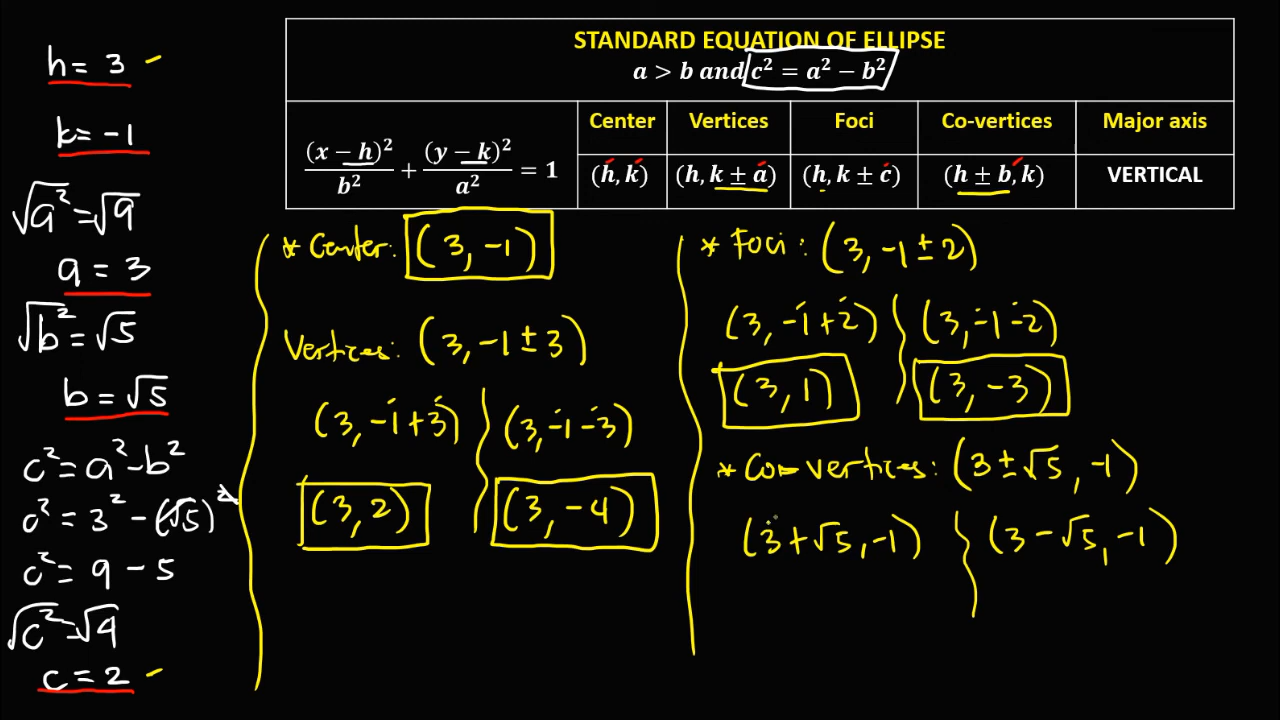 STANDARD EQUATION OF ELLIPSE
a > b and c² = a² − b²
(x − h)²/b² + (y − k)²/a² = 1
Center Vertices Foci Co-vertices Major axis
(h, k) (h, k ± a) (h, k ± c) (h ± b, k) VERTICAL
h = 3
k = -1
√a² = √9
a = 3
√b² = √5
b = √5
c² = a² - b²
c² = 3² - (√5)²
c² = 9 - 5
√c² = √4
c = 2
* Center: (3, -1)
Vertices: (3, -1 ± 3)
(3, -1 + 3) (3, -1 - 3)
(3, 2) (3, -4)
* Foci: (3, -1 ± 2)
(3, -1 + 2) (3, -1 - 2)
(3, 1) (3, -3)
* Co-vertices: (3 ± √5, -1)
(3 + √5, -1) (3 - √5, -1)